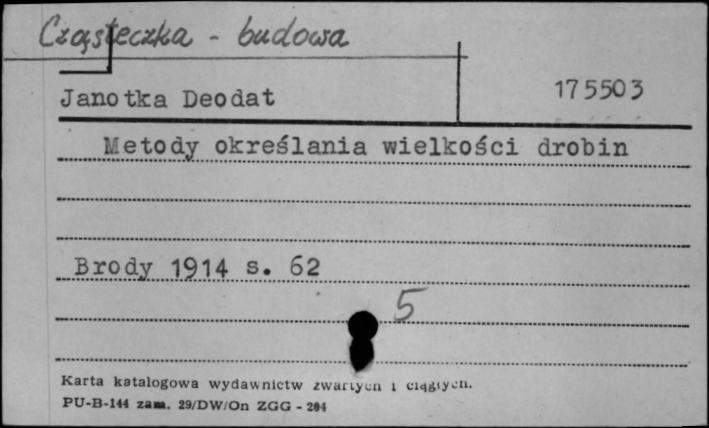 Cząsteczka - budowa
Janotka Deodat 175503
Metody określania wielkości drobin
Brody 1914 s. 62
5
Karta katalogowa wydawnictw zwartych i ciągłych.
PU-B-144 zam. 29/DW/On ZGG - 204